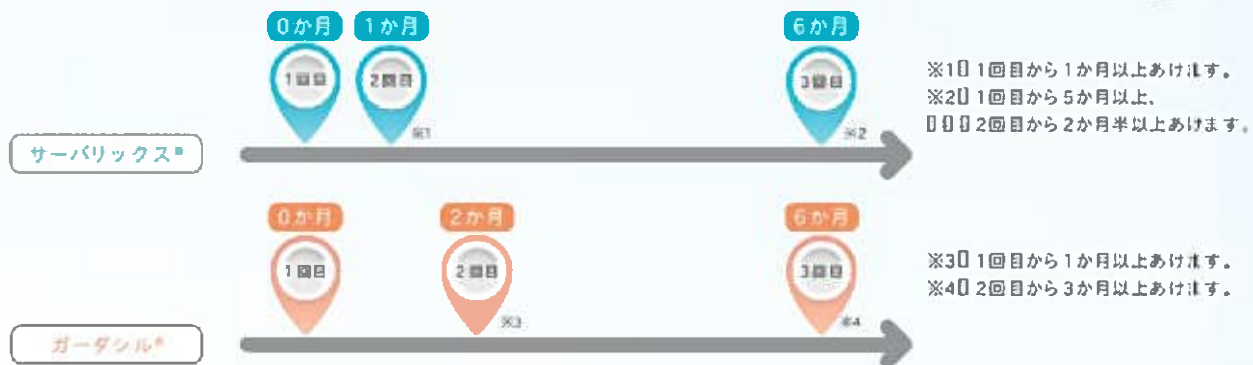 0か月 1か月 6か月
1回目 2回目 3回目
※1 ※2
サーバリックス®
※1 1回目から1か月以上あけます。
※2 1回目から5か月以上、
2回目から2か月半以上あけます。
0か月 2か月 6か月
1回目 2回目 3回目
※3 ※4
ガーダシル®
※3 1回目から1か月以上あけます。
※4 2回目から3か月以上あけます。